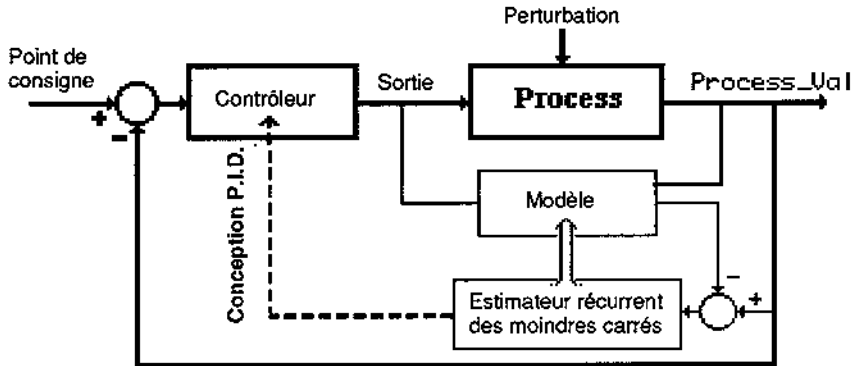 Perturbation
Point de
consigne
Contrôleur
Sortie
Process
Process_Val
+
−
Conception P.I.D.
Modèle
−
+
Estimateur récurrent
des moindres carrés